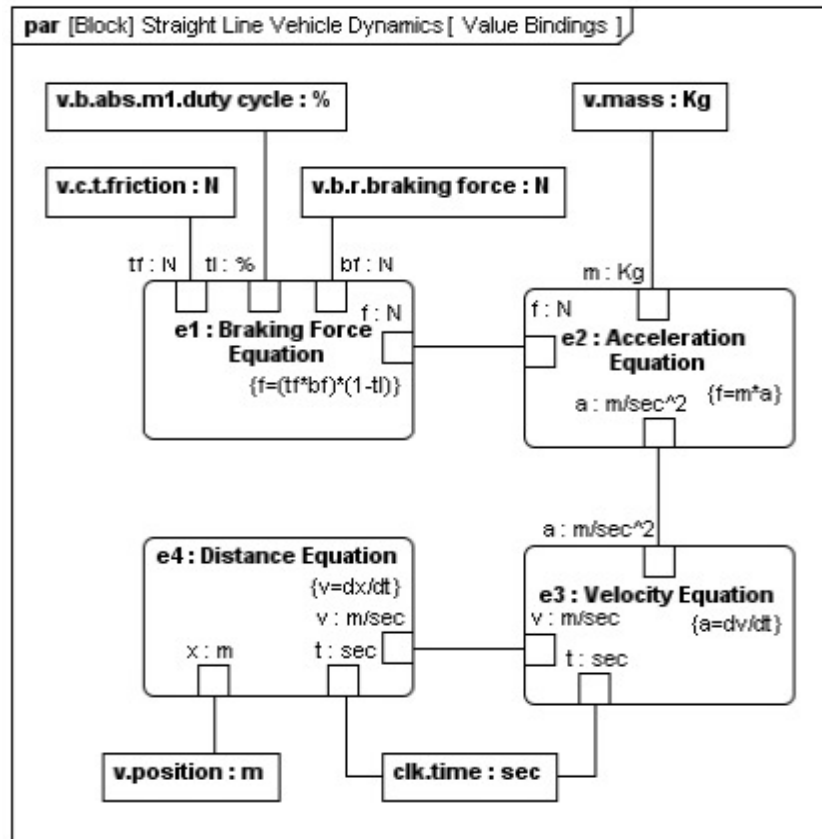 par [Block] Straight Line Vehicle Dynamics [ Value Bindings ]
v.b.abs.m1.duty cycle : %
v.mass : Kg
v.c.t.friction : N
v.b.r.braking force : N
tf : N
tl : %
bf : N
m : Kg
f : N
f : N
e1 : Braking Force
Equation
{f=(tf*bf)*(1-tl)}
e2 : Acceleration
Equation
{f=m*a}
a : m/sec^2
a : m/sec^2
e4 : Distance Equation
{v=dx/dt}
v : m/sec
x : m
t : sec
e3 : Velocity Equation
v : m/sec
{a=dv/dt}
t : sec
v.position : m
clk.time : sec